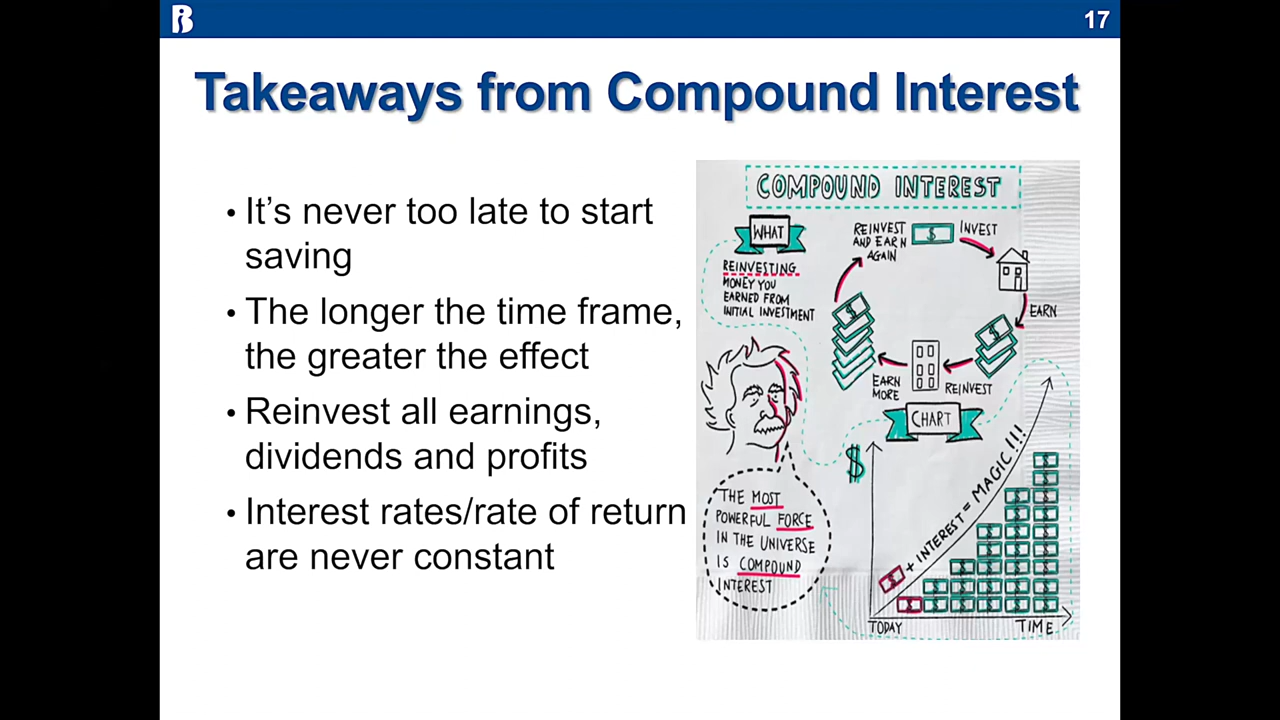 17
Takeaways from Compound Interest
• It’s never too late to start
saving
• The longer the time frame,
the greater the effect
• Reinvest all earnings,
dividends and profits
• Interest rates/rate of return
are never constant
COMPOUND INTEREST
WHAT
REINVESTING
MONEY YOU
EARNED FROM
INITIAL INVESTMENT
REINVEST
AND EARN
AGAIN
$
INVEST
EARN
$
REINVEST
EARN
MORE
$
CHART
THE MOST
POWERFUL FORCE
IN THE UNIVERSE
IS COMPOUND
INTEREST
$
$ + INTEREST = MAGIC!!!
TODAY
TIME